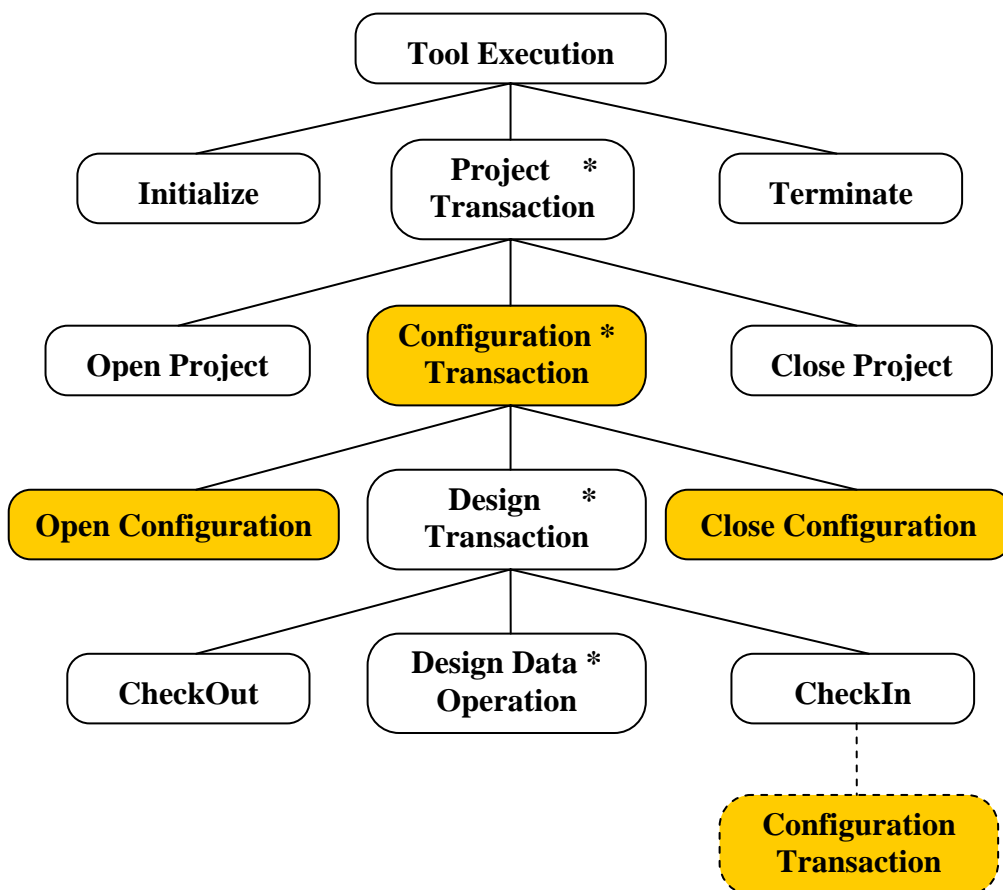 Tool Execution
Initialize
Project *
Transaction
Terminate
Open Project
Configuration *
Transaction
Close Project
Open Configuration
Design *
Transaction
Close Configuration
CheckOut
Design Data *
Operation
CheckIn
Configuration
Transaction